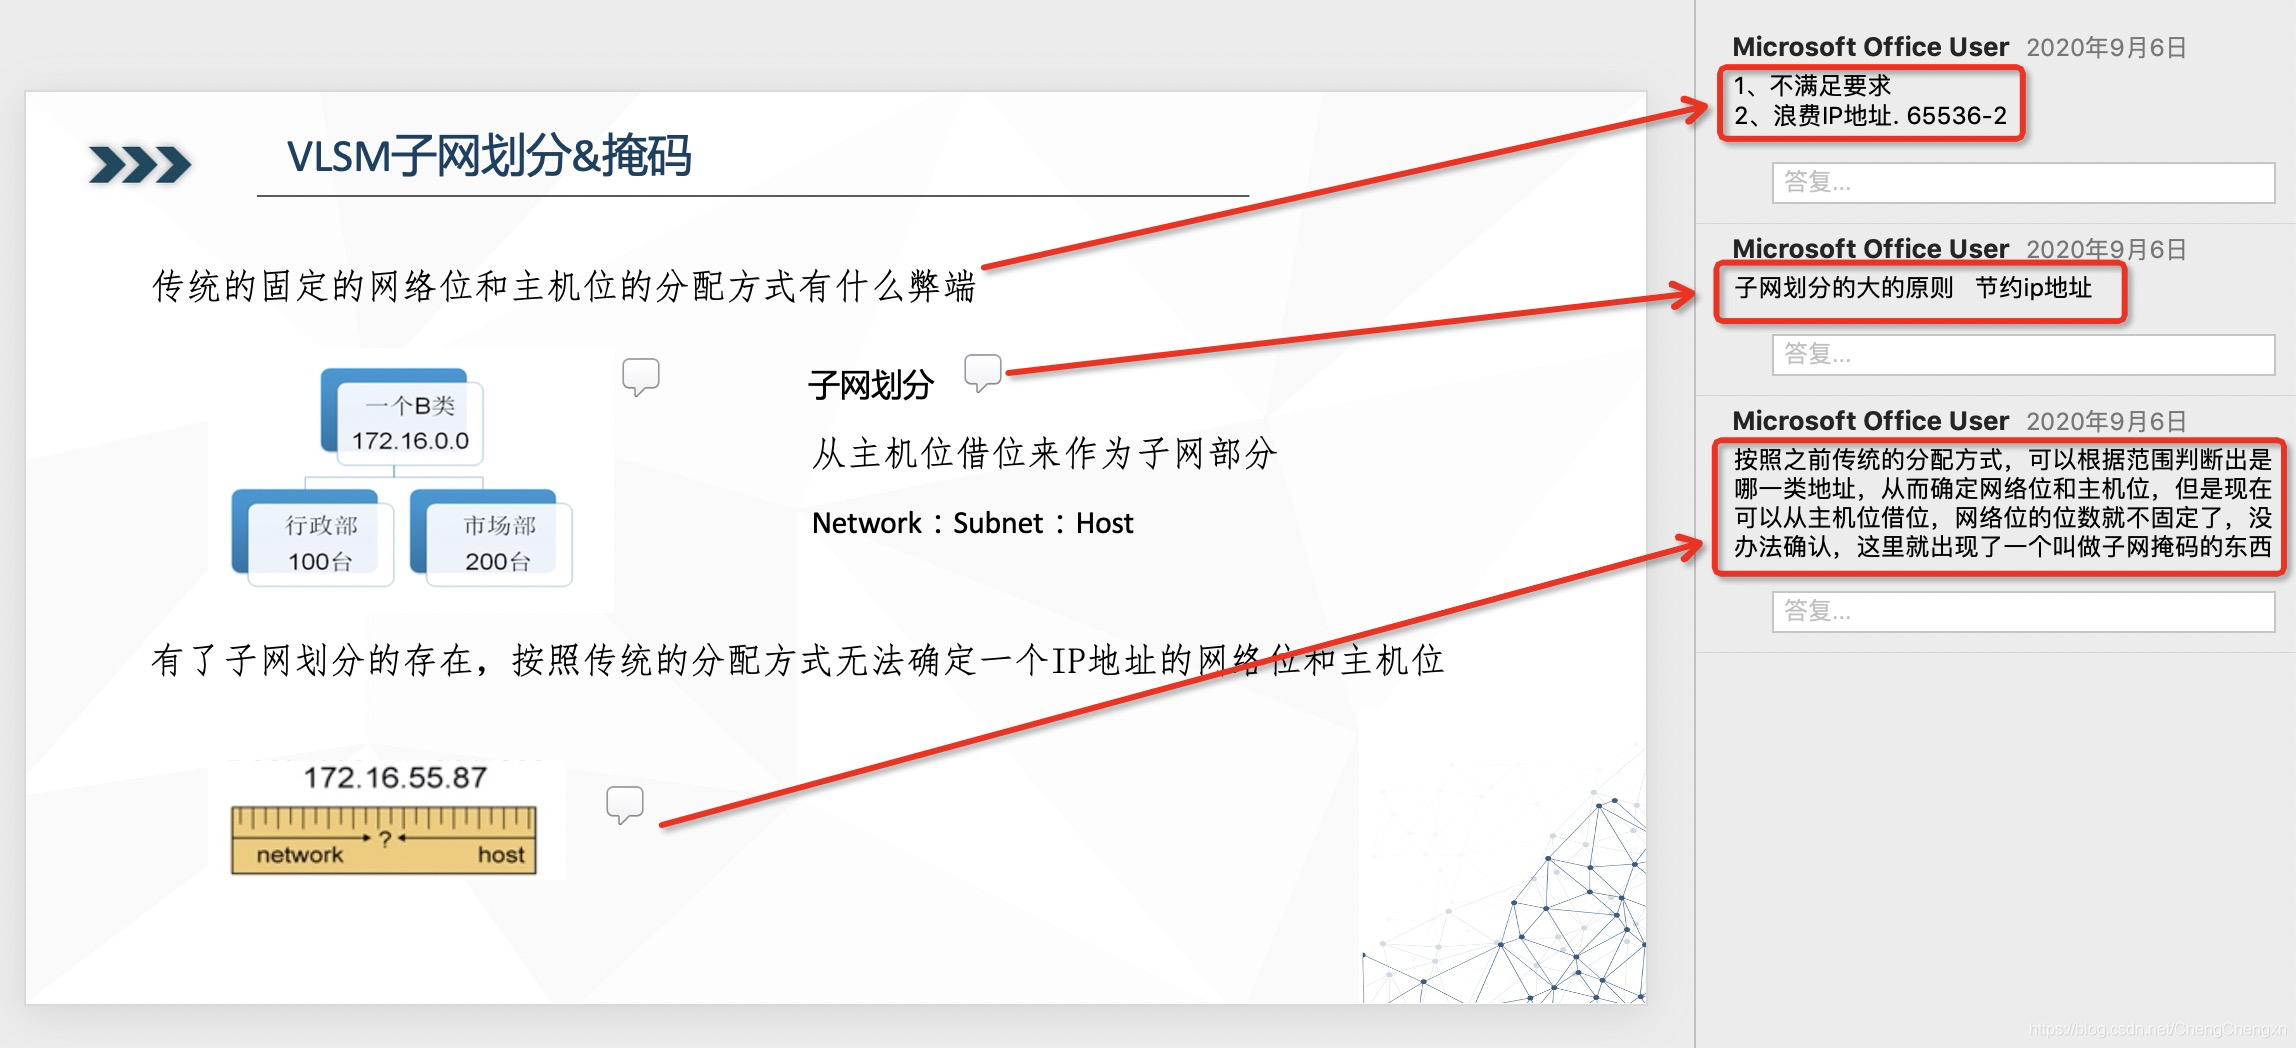 VLSM子网划分&掩码
传统的固定的网络位和主机位的分配方式有什么弊端
一个B类
172.16.0.0
行政部
100台
市场部
200台
子网划分
从主机位借位来作为子网部分
Network：Subnet：Host
有了子网划分的存在，按照传统的分配方式无法确定一个IP地址的网络位和主机位
172.16.55.87
?
network
host
Microsoft Office User 2020年9月6日
1、不满足要求
2、浪费IP地址. 65536-2
答复...
Microsoft Office User 2020年9月6日
子网划分的大的原则 节约ip地址
答复...
Microsoft Office User 2020年9月6日
按照之前传统的分配方式，可以根据范围判断出是
哪一类地址，从而确定网络位和主机位，但是现在
可以从主机位借位，网络位的位数就不固定了，没
办法确认，这里就出现了一个叫做子网掩码的东西
答复...
https://blog.csdn.net/ChengChengxn